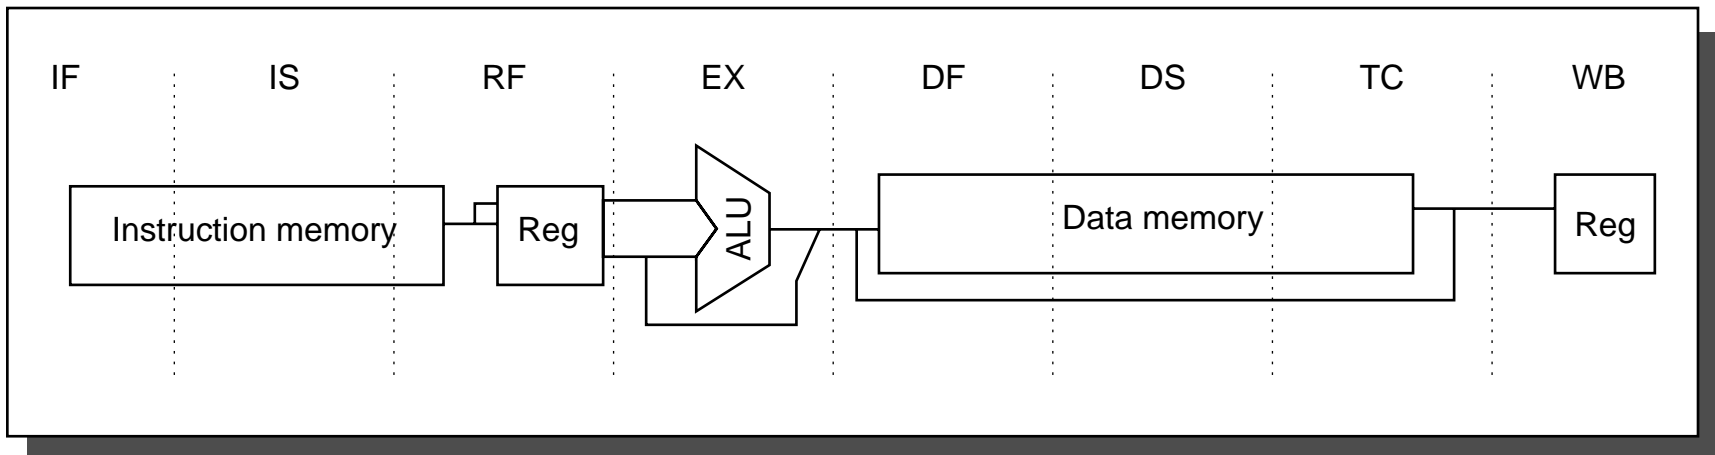 IF IS RF EX DF DS TC WB
Instruction memory Reg ALU Data memory Reg